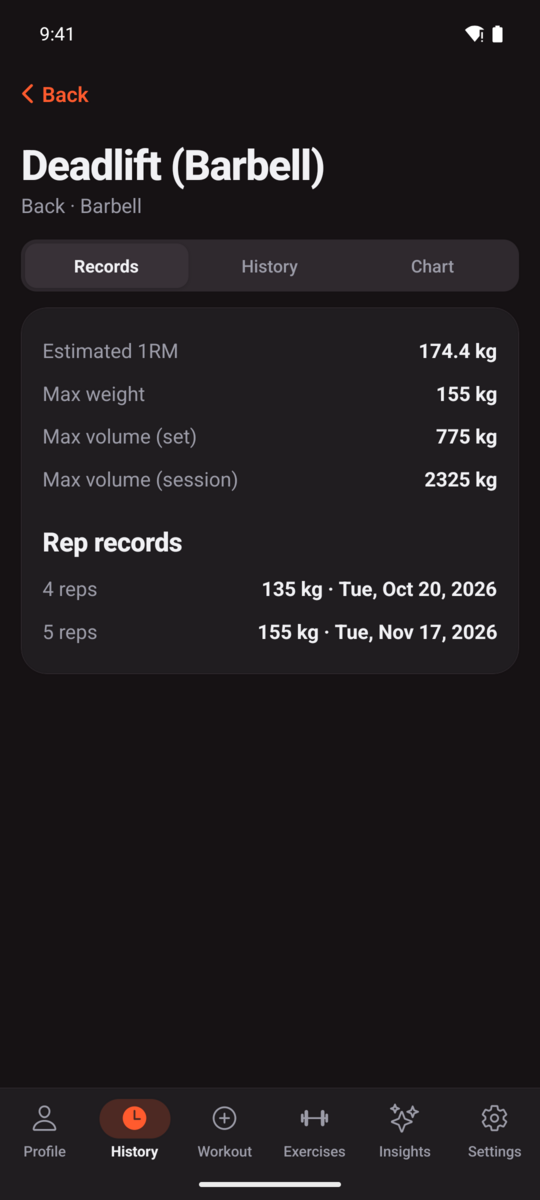 9:41
Back
Deadlift (Barbell)
Back · Barbell
Records History Chart
Estimated 1RM 174.4 kg
Max weight 155 kg
Max volume (set) 775 kg
Max volume (session) 2325 kg
Rep records
4 reps 135 kg · Tue, Oct 20, 2026
5 reps 155 kg · Tue, Nov 17, 2026
Profile History Workout Exercises Insights Settings